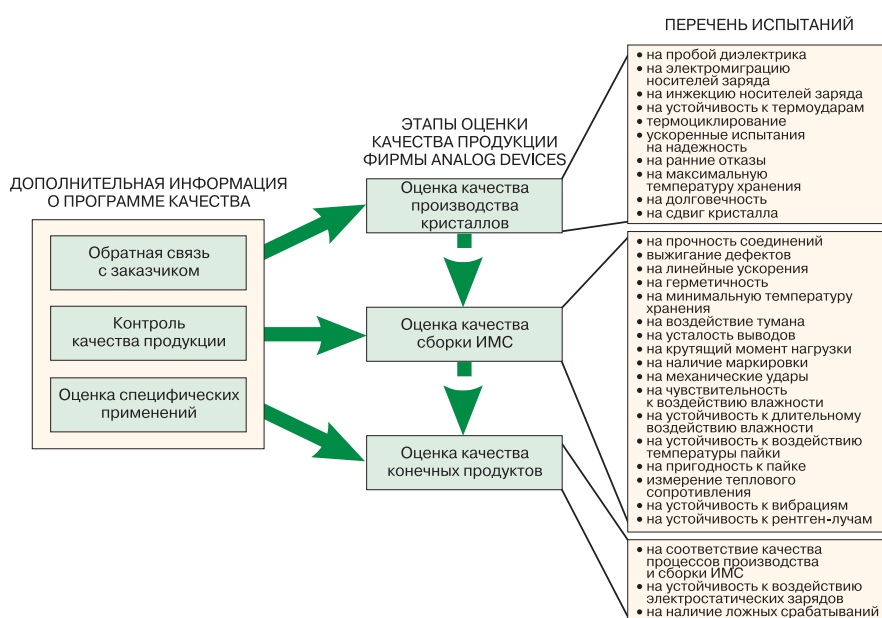 ПЕРЕЧЕНЬ ИСПЫТАНИЙ
• на пробой диэлектрика
• на электромиграцию
носителей заряда
• на инжекцию носителей заряда
• на устойчивость к термоударам
• термоциклирование
• ускоренные испытания
на надежность
• на ранние отказы
• на максимальную
температуру хранения
• на долговечность
• на сдвиг кристалла
ЭТАПЫ ОЦЕНКИ
КАЧЕСТВА ПРОДУКЦИИ
ФИРМЫ ANALOG DEVICES
Оценка качества
производства
кристаллов
ДОПОЛНИТЕЛЬНАЯ ИНФОРМАЦИЯ
О ПРОГРАММЕ КАЧЕСТВА
Обратная связь
с заказчиком
Контроль
качества продукции
Оценка специфических
применений
Оценка качества
сборки ИМС
Оценка качества
конечных продуктов
• на прочность соединений
• выжигание дефектов
• на линейные ускорения
• на герметичность
• на минимальную температуру
хранения
• на воздействие тумана
• на усталость выводов
• на крутящий момент нагрузки
• на наличие маркировки
• на механические удары
• на чувствительность
к воздействию влажности
• на устойчивость к длительному
воздействию влажности
• на устойчивость к воздействию
температуры пайки
• на пригодность к пайке
• измерение теплового
сопротивления
• на устойчивость к вибрациям
• на устойчивость к рентген-лучам
• на соответствие качества
процессов производства
и сборки ИМС
• на устойчивость к воздействию
электростатических зарядов
• на наличие ложных срабатываний